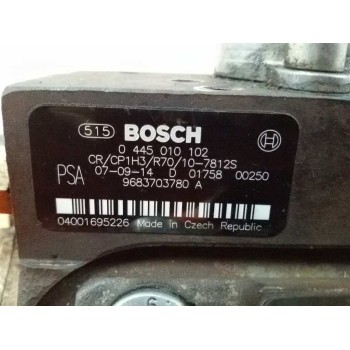 515 BOSCH
0 445 010 102
CR/CP1H3/R70/10-7812S
PSA 07-09-14 D 01758 00250
9683703780 A
04001695226 Made in Czech Republic